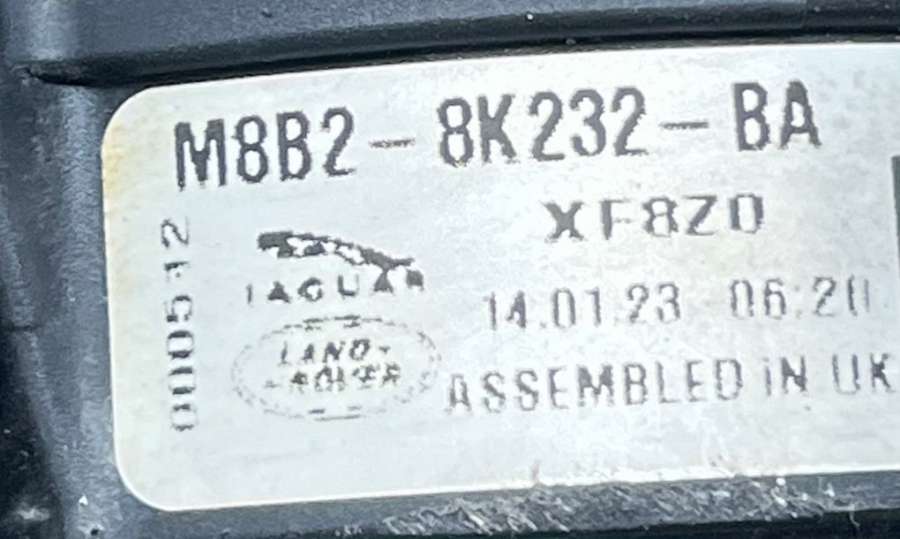 M8B2-8K232-BA
XF8Z0
000512
JAGUAR
14.01.23 06:20
LAND-
ROVER
ASSEMBLED IN UK